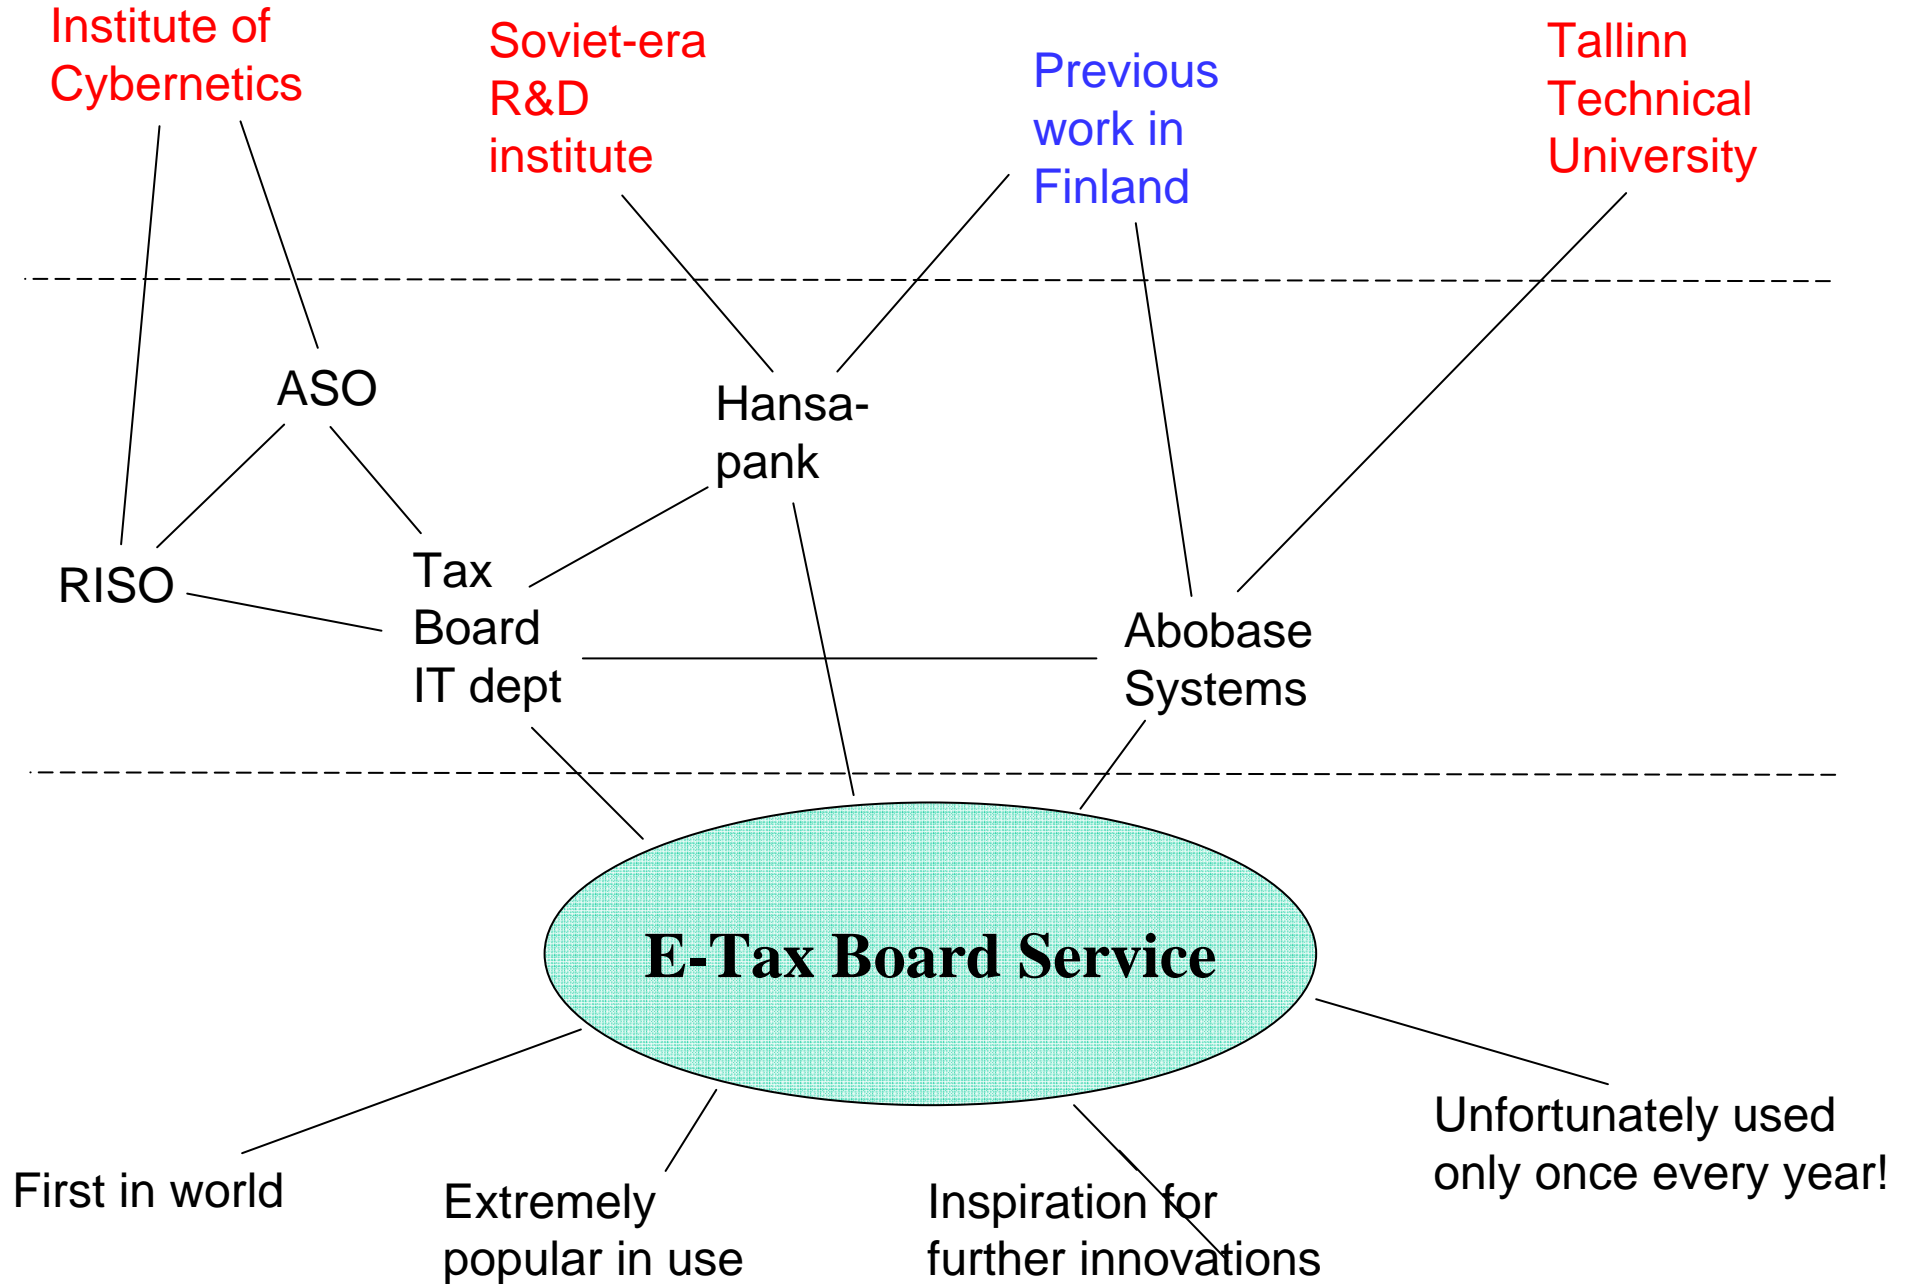 Institute of
Cybernetics
Soviet-era
R&D
institute
Previous
work in
Finland
Tallinn
Technical
University
ASO
Hansa-
pank
RISO
Tax
Board
IT dept
Abobase
Systems
E-Tax Board Service
First in world
Extremely
popular in use
Inspiration for
further innovations
Unfortunately used
only once every year!